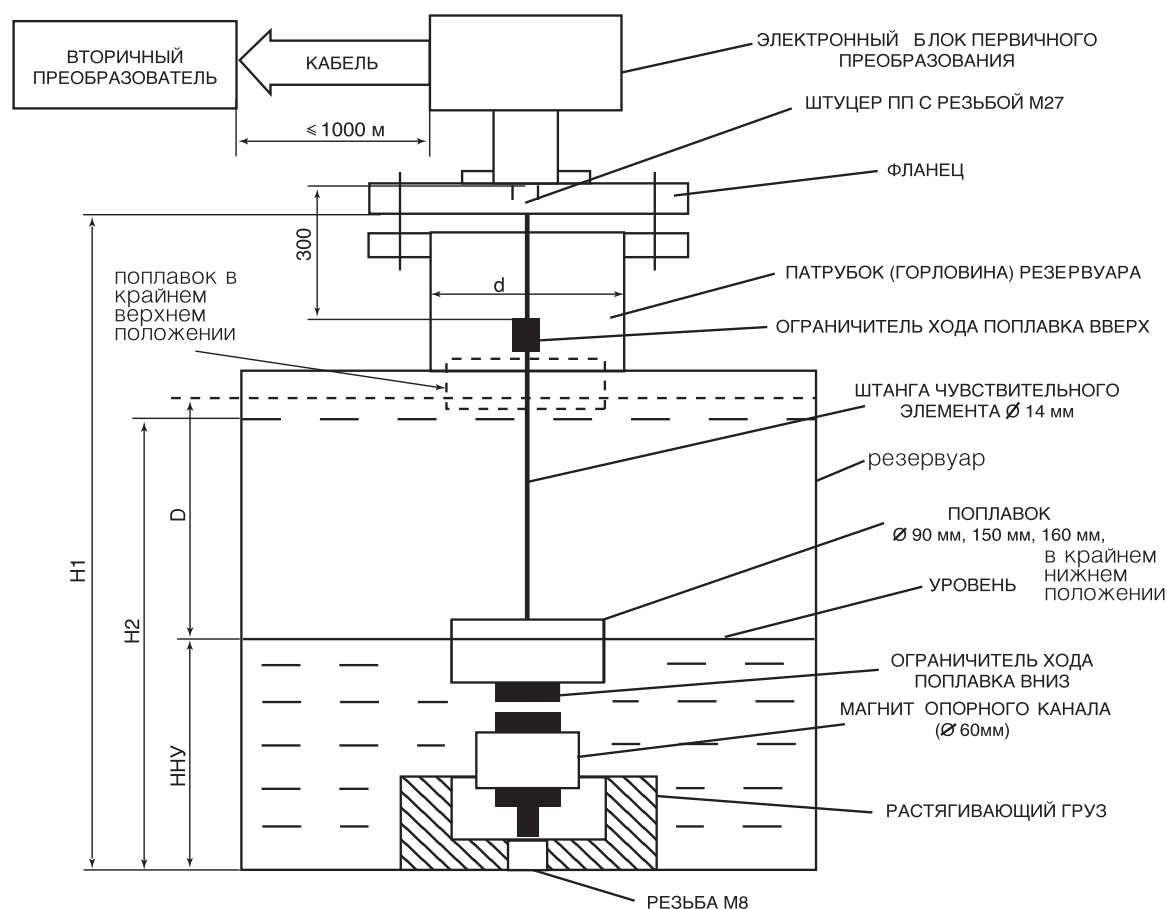 ВТОРИЧНЫЙ
ПРЕОБРАЗОВАТЕЛЬ
КАБЕЛЬ
ЭЛЕКТРОННЫЙ БЛОК ПЕРВИЧНОГО
ПРЕОБРАЗОВАНИЯ
ШТУЦЕР ПП С РЕЗЬБОЙ М27
⩽ 1000 м
ФЛАНЕЦ
300
поплавок в
крайнем
верхнем
положении
d
ПАТРУБОК (ГОРЛОВИНА) РЕЗЕРВУАРА
ОГРАНИЧИТЕЛЬ ХОДА ПОПЛАВКА ВВЕРХ
ШТАНГА ЧУВСТВИТЕЛЬНОГО
ЭЛЕМЕНТА Ø 14 мм
резервуар
D
H1
H2
ПОПЛАВОК
Ø 90 мм, 150 мм, 160 мм,
в крайнем
нижнем
положении
УРОВЕНЬ
ОГРАНИЧИТЕЛЬ ХОДА
ПОПЛАВКА ВНИЗ
МАГНИТ ОПОРНОГО КАНАЛА
(Ø 60мм)
ННУ
РАСТЯГИВАЮЩИЙ ГРУЗ
РЕЗЬБА М8